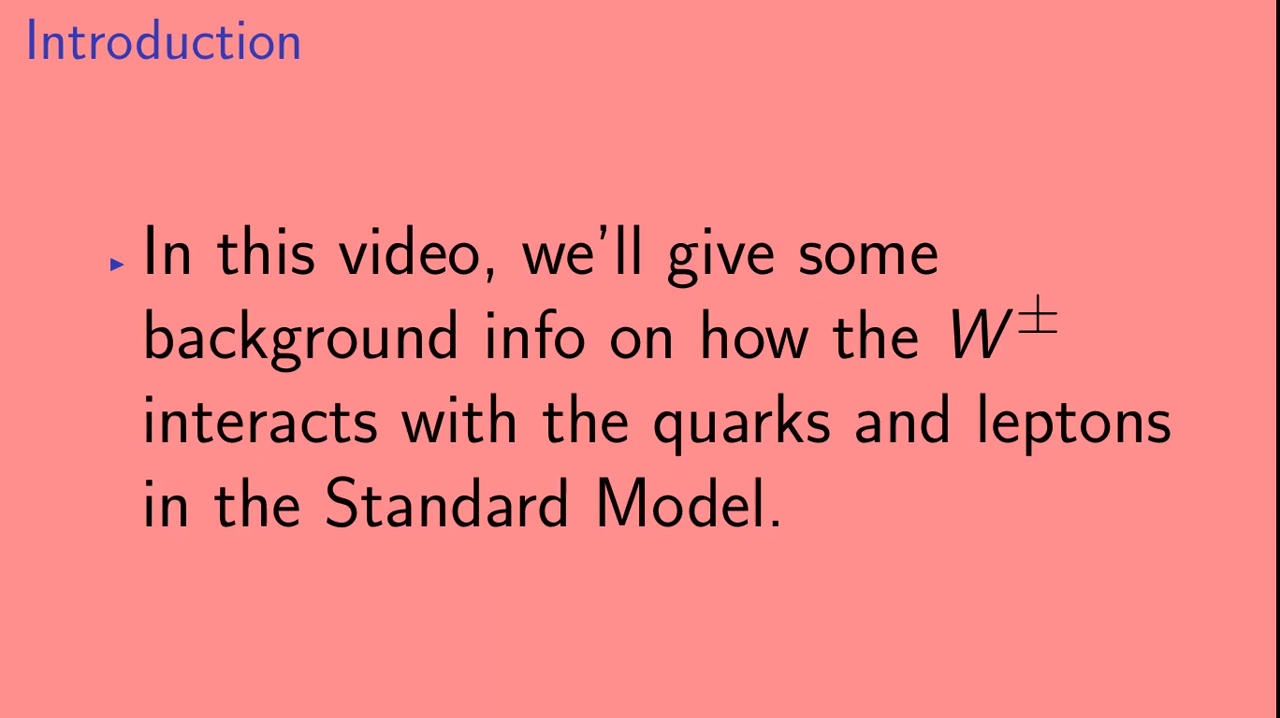 Introduction
▸ In this video, we'll give some
background info on how the W±
interacts with the quarks and leptons
in the Standard Model.